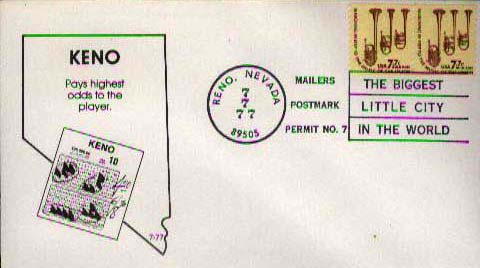 KENO
Pays highest
odds to the
player.
KENO
10
7-77
RENO, NEVADA
7
7
77
89505
MAILERS
POSTMARK
PERMIT NO. 7
THE BIGGEST
LITTLE CITY
IN THE WORLD
USA 7.7c
USA 7.7c